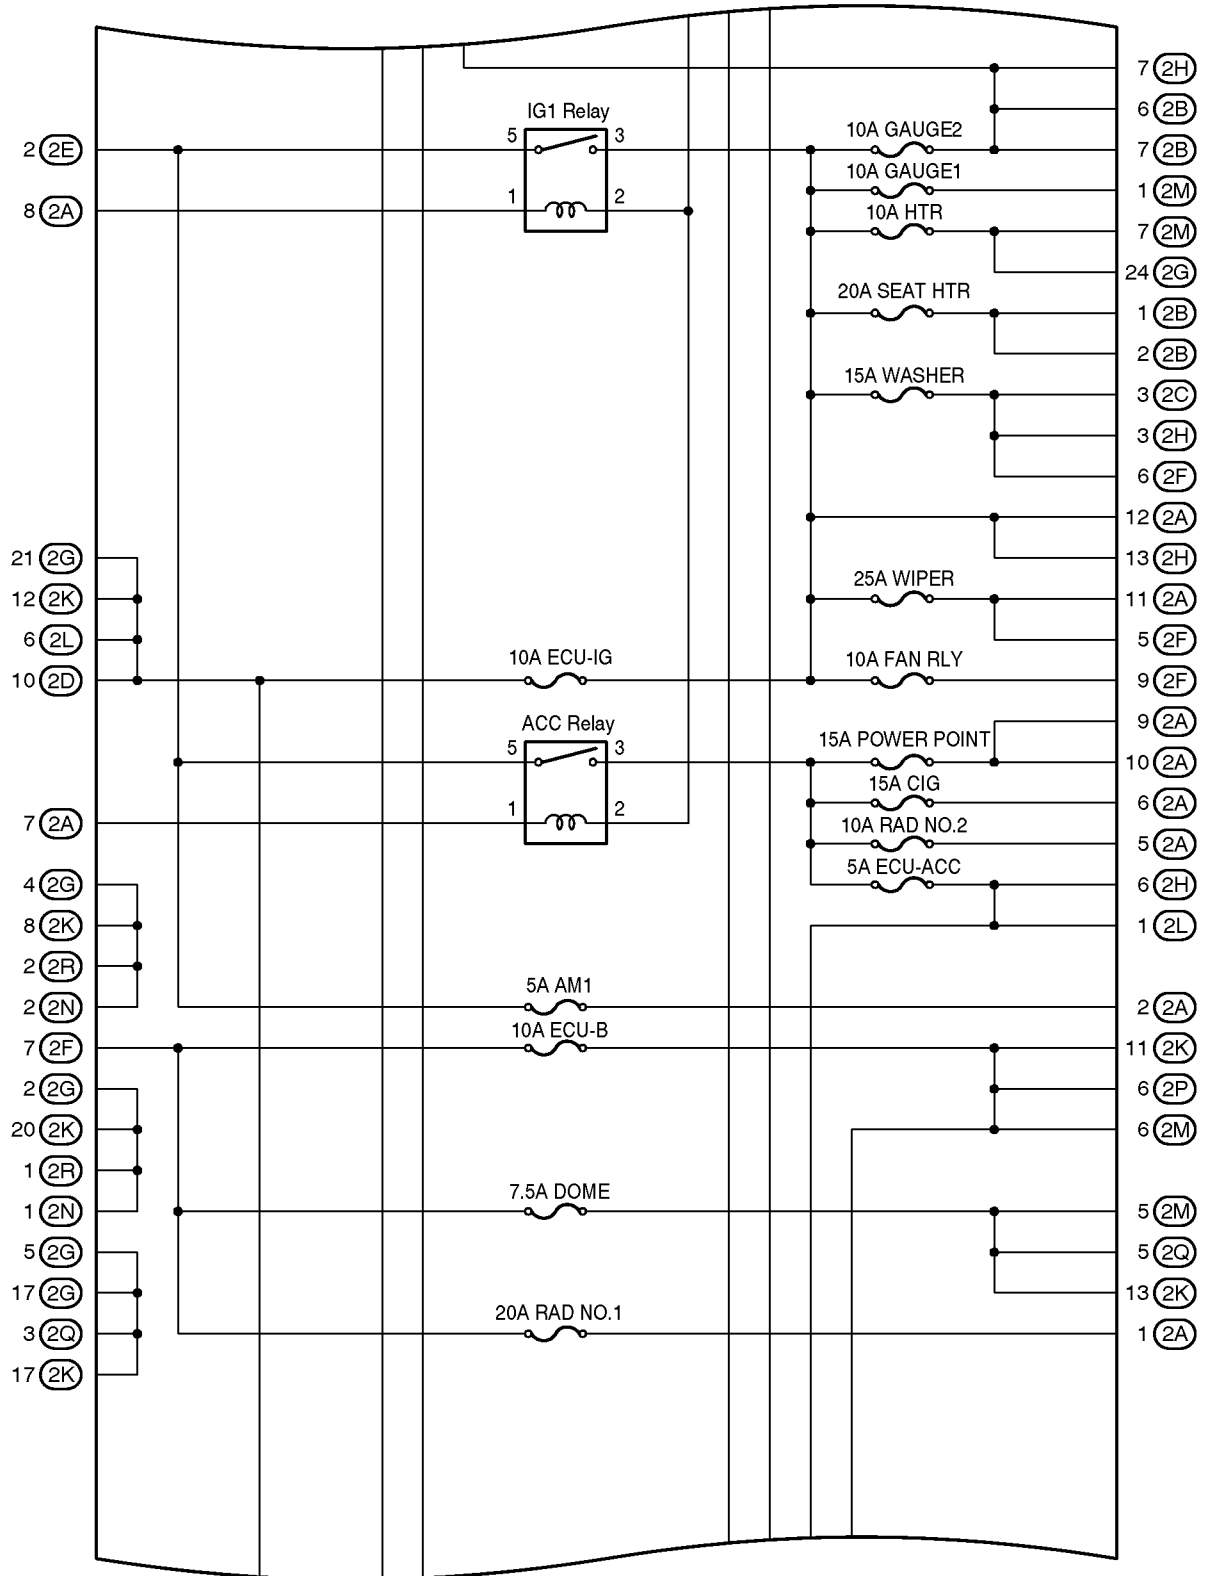 7 2H
6 2B
IG1 Relay
2 2E
5 3
10A GAUGE2
7 2B
10A GAUGE1
1 2M
8 2A
1 2
10A HTR
7 2M
24 2G
20A SEAT HTR
1 2B
2 2B
15A WASHER
3 2C
3 2H
6 2F
12 2A
21 2G
13 2H
12 2K
25A WIPER
11 2A
6 2L
5 2F
10 2D
10A ECU-IG
10A FAN RLY
9 2F
ACC Relay
9 2A
5 3
15A POWER POINT
10 2A
15A CIG
6 2A
7 2A
1 2
10A RAD NO.2
5 2A
4 2G
5A ECU-ACC
6 2H
8 2K
1 2L
2 2R
2 2N
5A AM1
2 2A
7 2F
10A ECU-B
11 2K
2 2G
6 2P
20 2K
6 2M
1 2R
1 2N
7.5A DOME
5 2M
5 2G
5 2Q
17 2G
13 2K
3 2Q
20A RAD NO.1
1 2A
17 2K